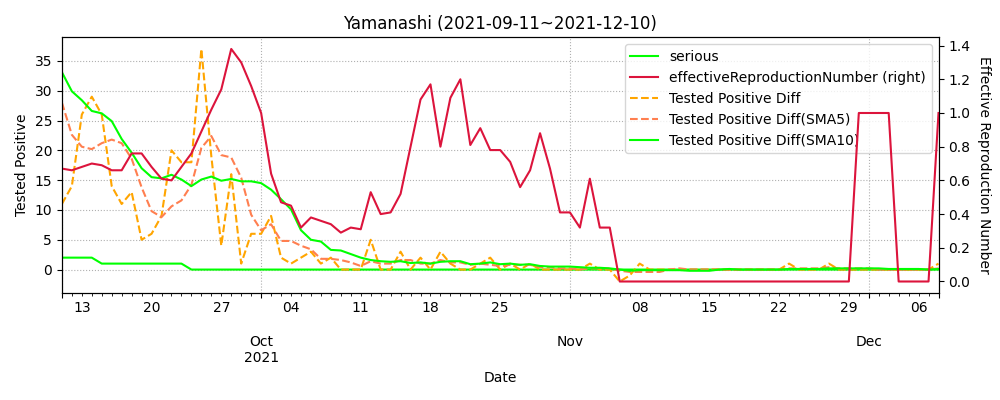 Yamanashi (2021-09-11~2021-12-10)
serious
effectiveReproductionNumber (right)
Tested Positive Diff
Tested Positive Diff(SMA5)
Tested Positive Diff(SMA10)
Tested Positive
35
30
25
20
15
10
5
0
1.4
1.2
1.0
0.8
0.6
0.4
0.2
0.0
Effective Reproduction Number
13 20 27 04 11 18 25 08 15 22 29 06
Oct Nov Dec
2021
Date